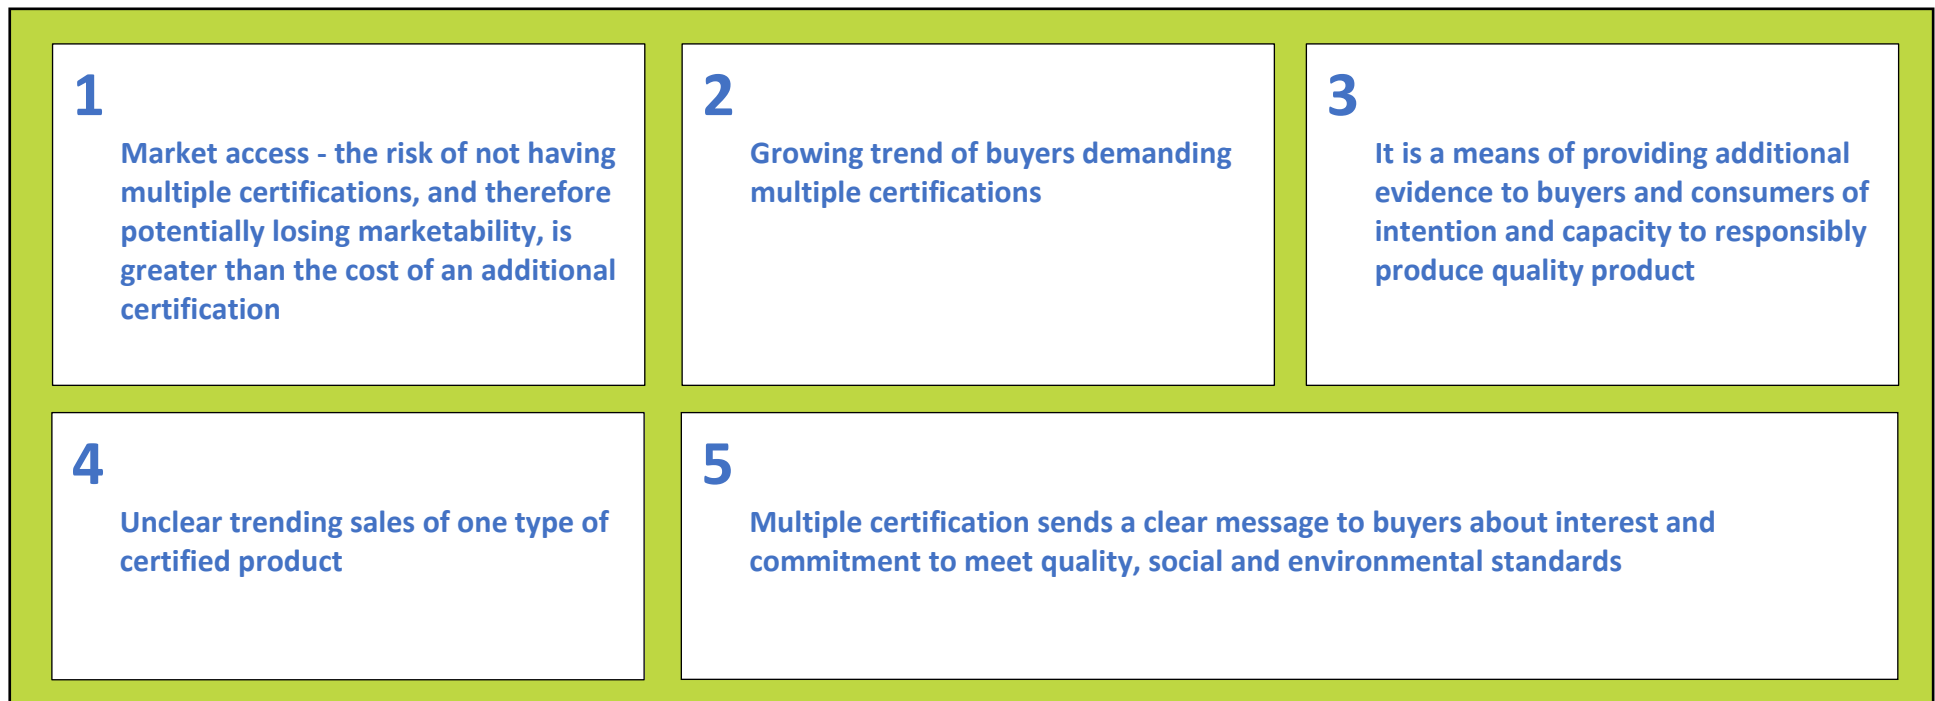 1
Market access - the risk of not having
multiple certifications, and therefore
potentially losing marketability, is
greater than the cost of an additional
certification
2
Growing trend of buyers demanding
multiple certifications
3
It is a means of providing additional
evidence to buyers and consumers of
intention and capacity to responsibly
produce quality product
4
Unclear trending sales of one type of
certified product
5
Multiple certification sends a clear message to buyers about interest and
commitment to meet quality, social and environmental standards